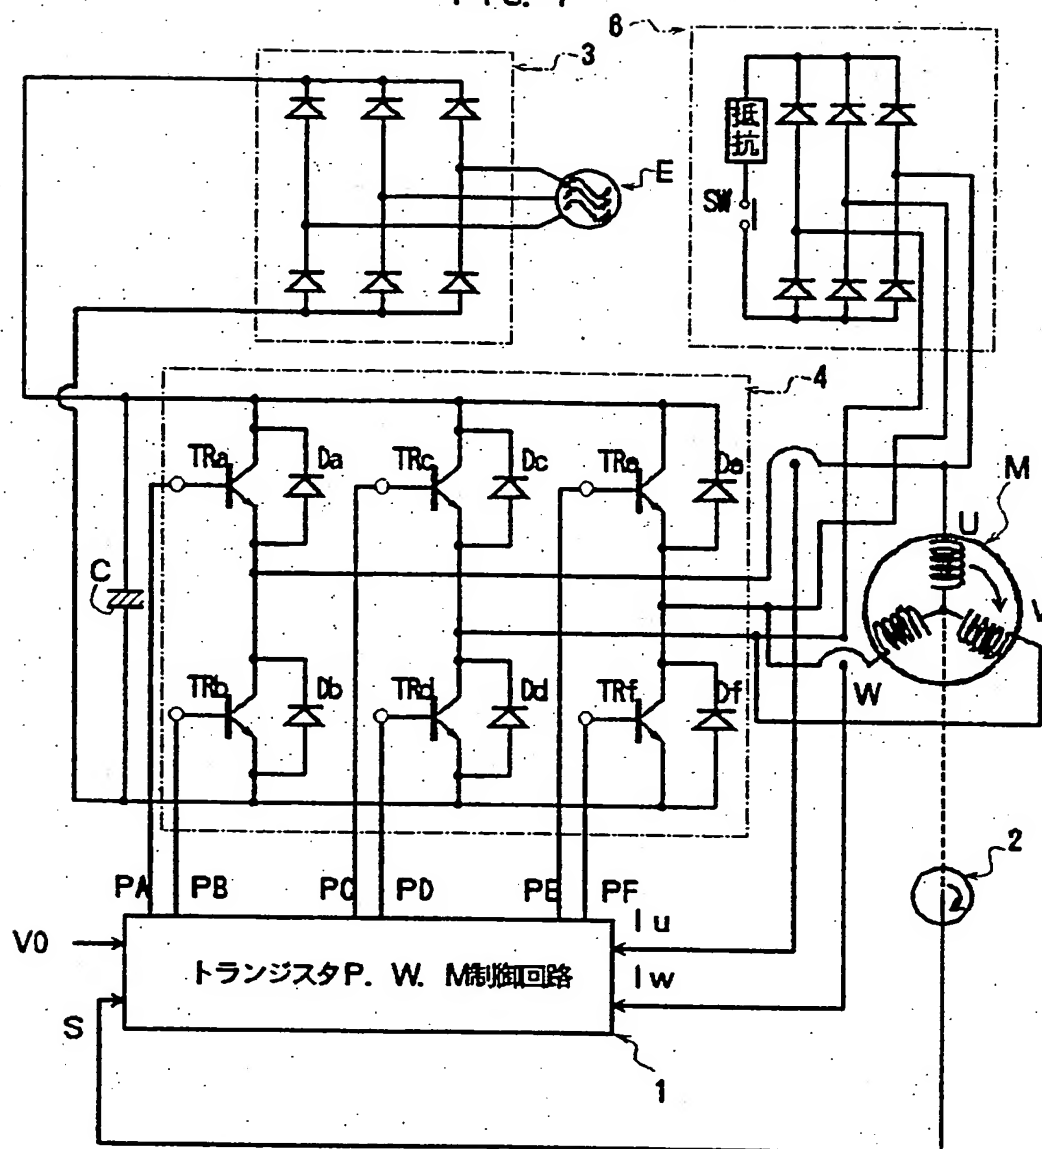 6
3
抵抗
E
SW
4
TRa
Da
TRc
Dc
TRe
De
M
U
C
TRb
Db
TRd
Dd
TRf
Df
W
2
PA
PB
PC
PD
PE
PF
Iu
V0
Iw
トランジスタP. W. M制御回路
S
1